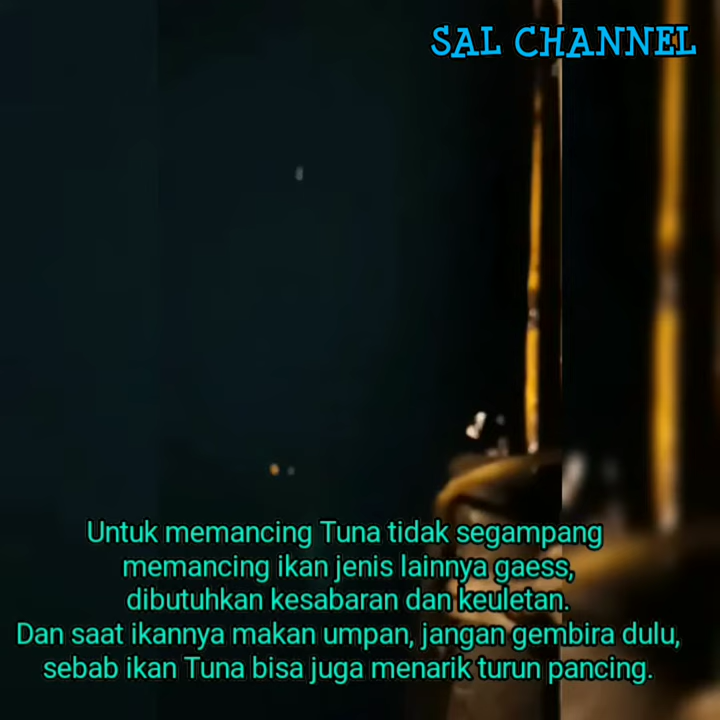 SAL CHANNEL
Untuk memancing Tuna tidak segampang
memancing ikan jenis lainnya gaess,
dibutuhkan kesabaran dan keuletan.
Dan saat ikannya makan umpan, jangan gembira dulu,
sebab ikan Tuna bisa juga menarik turun pancing.